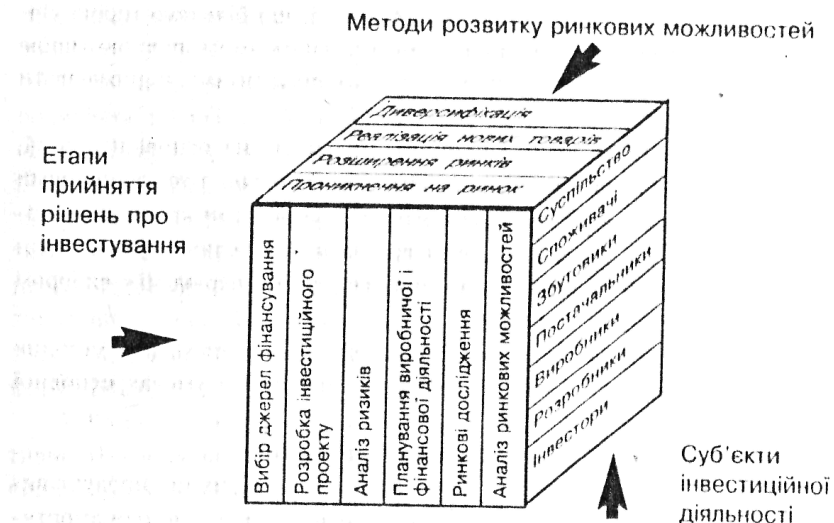 Методи розвитку ринкових можливостей
Диверсифікація
Реалізація нових товарів
Розширення ринків
Проникнення на ринок
Етапи
прийняття
рішень про
інвестування
Суспільство
Споживачі
Збутовики
Постачальники
Виробники
Розробники
Інвестори
Вибір джерел фінансування
Розробка інвестиційного
проекту
Аналіз ризиків
Планування виробничої і
фінансової діяльності
Ринкові дослідження
Аналіз ринкових можливостей
Суб'єкти
інвестиційної
діяльності